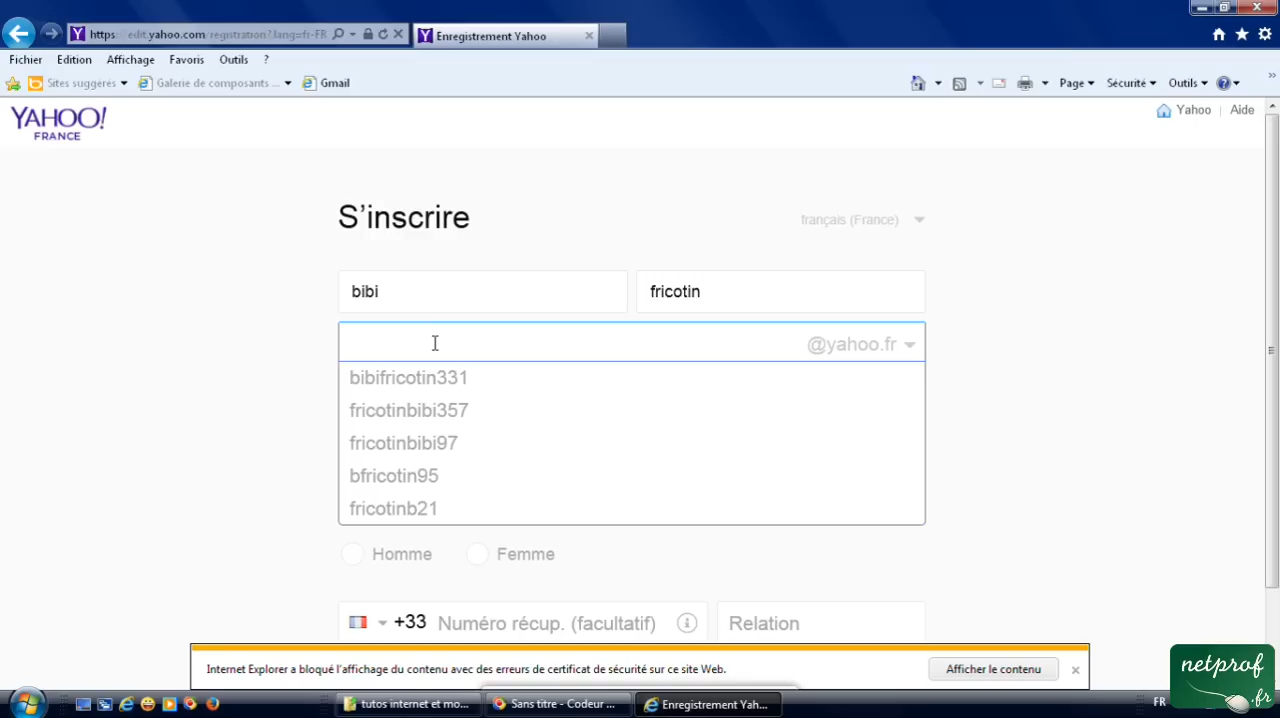 https://edit.yahoo.com/registration?.lang=fr-FR
Enregistrement Yahoo
Fichier Edition Affichage Favoris Outils ?
Sites suggérés Galerie de composants ... Gmail
Page Sécurité Outils
YAHOO!
FRANCE
Yahoo | Aide
S'inscrire
français (France)
bibi
fricotin
@yahoo.fr
bibifricotin331
fricotinbibi357
fricotinbibi97
bfricotin95
fricotinb21
Homme Femme
+33 Numéro récup. (facultatif)
Relation
Internet Explorer a bloqué l'affichage du contenu avec des erreurs de certificat de sécurité sur ce site Web.
Afficher le contenu
netprof
.fr
tutos internet et mo...
Sans titre - Codeur ...
Enregistrement Yah...
FR